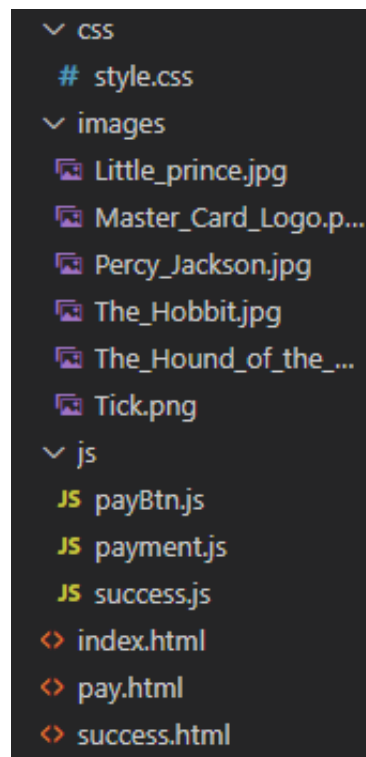 css
# style.css
images
Little_prince.jpg
Master_Card_Logo.p...
Percy_Jackson.jpg
The_Hobbit.jpg
The_Hound_of_the_...
Tick.png
js
JS payBtn.js
JS payment.js
JS success.js
<> index.html
<> pay.html
<> success.html